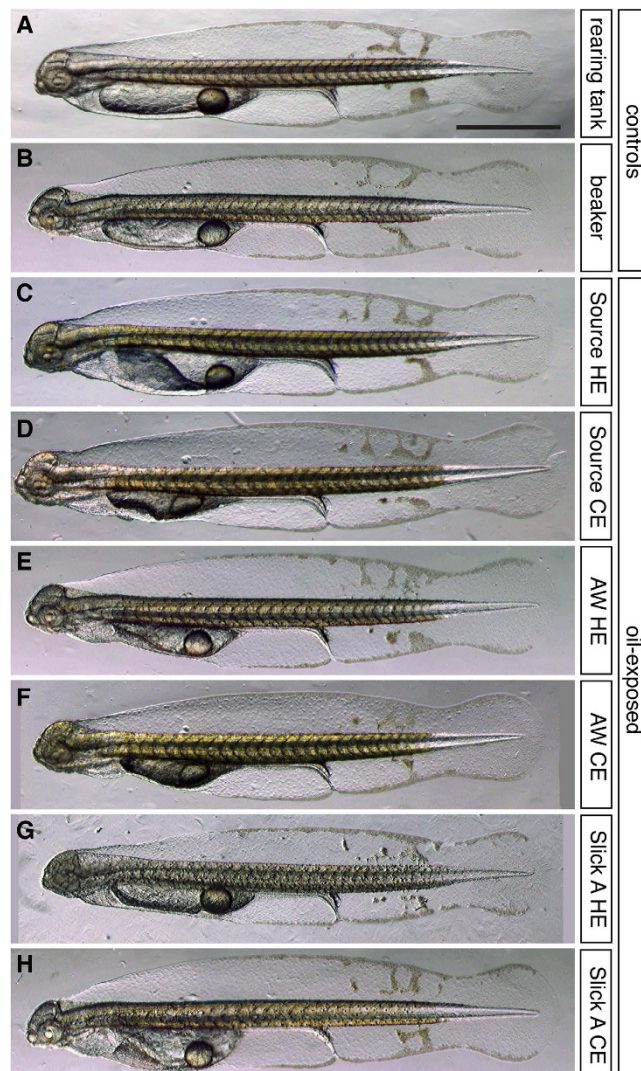 A
rearing tank
controls
B
beaker
C
Source HE
oil-exposed
D
Source CE
E
AW HE
F
AW CE
G
Slick A HE
H
Slick A CE